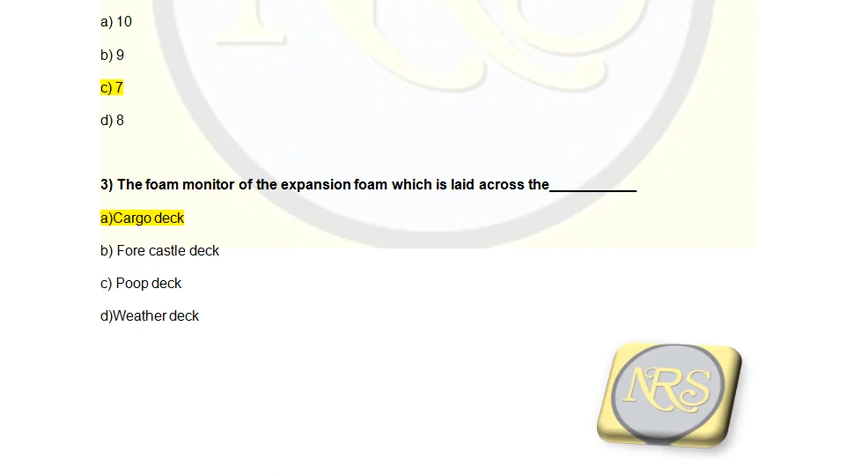 a) 10
b) 9
c) 7
d) 8
3) The foam monitor of the expansion foam which is laid across the____________
a)Cargo deck
b) Fore castle deck
c) Poop deck
d)Weather deck
NRS